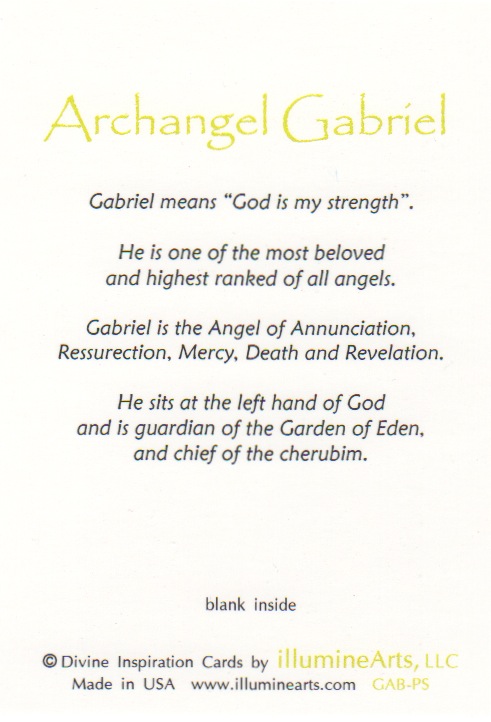 Archangel Gabriel
Gabriel means “God is my strength”.
He is one of the most beloved
and highest ranked of all angels.
Gabriel is the Angel of Annunciation,
Ressurection, Mercy, Death and Revelation.
He sits at the left hand of God
and is guardian of the Garden of Eden,
and chief of the cherubim.
blank inside
© Divine Inspiration Cards by illumineArts, LLC
Made in USA www.illuminearts.com GAB-PS